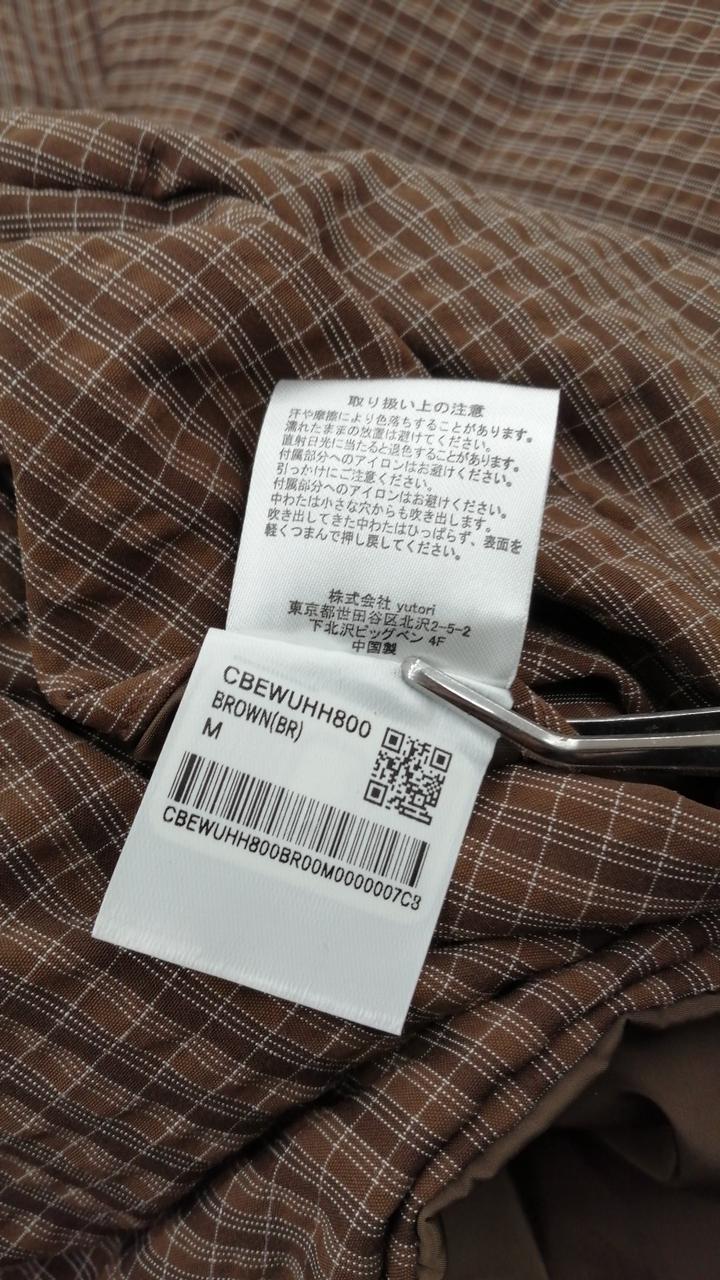 取り扱い上の注意
汗や摩擦により色落ちすることがあります。
濡れたままの放置は避けてください。
直射日光に当たると退色することがあります。
付属部分へのアイロンはお避けください。
引っかけにご注意ください。
付属部分へのアイロンはお避けください。
中わたは小さな穴からも吹き出します。
吹き出してきた中わたはひっぱらず、表面を
軽くつまんで押し戻してください。
株式会社 yutori
東京都世田谷区北沢2-5-2
下北沢ビッグベン 4F
中国製
CBEWUHH800
BROWN(BR)
M
CBEWUHH800BR00M0000007C8